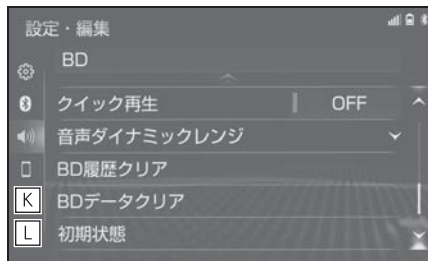 設定・編集
BD
クイック再生 OFF
音声ダイナミックレンジ
BD履歴クリア
K BDデータクリア
L 初期状態